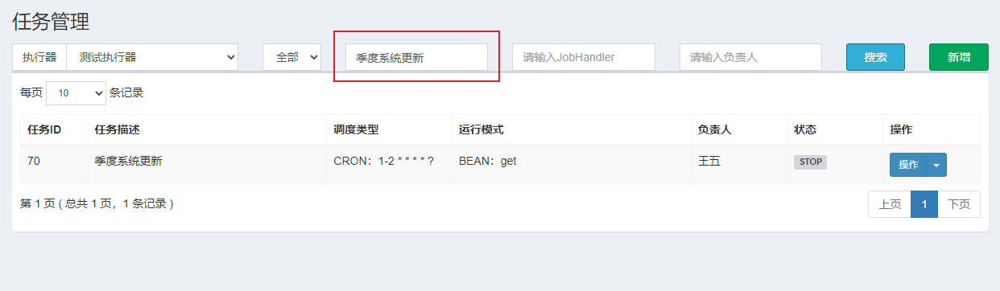 任务管理
执行器 测试执行器 全部 季度系统更新 请输入JobHandler 请输入负责人 搜索 新增
每页 10 条记录
任务ID 任务描述 调度类型 运行模式 负责人 状态 操作
70 季度系统更新 CRON：1-2 * * * * ? BEAN：get 王五 STOP 操作
第 1 页 ( 总共 1 页，1 条记录 ) 上页 1 下页